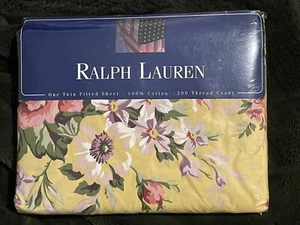 RALPH LAUREN
One Twin Fitted Sheet · 100% Cotton · 200 Thread Count